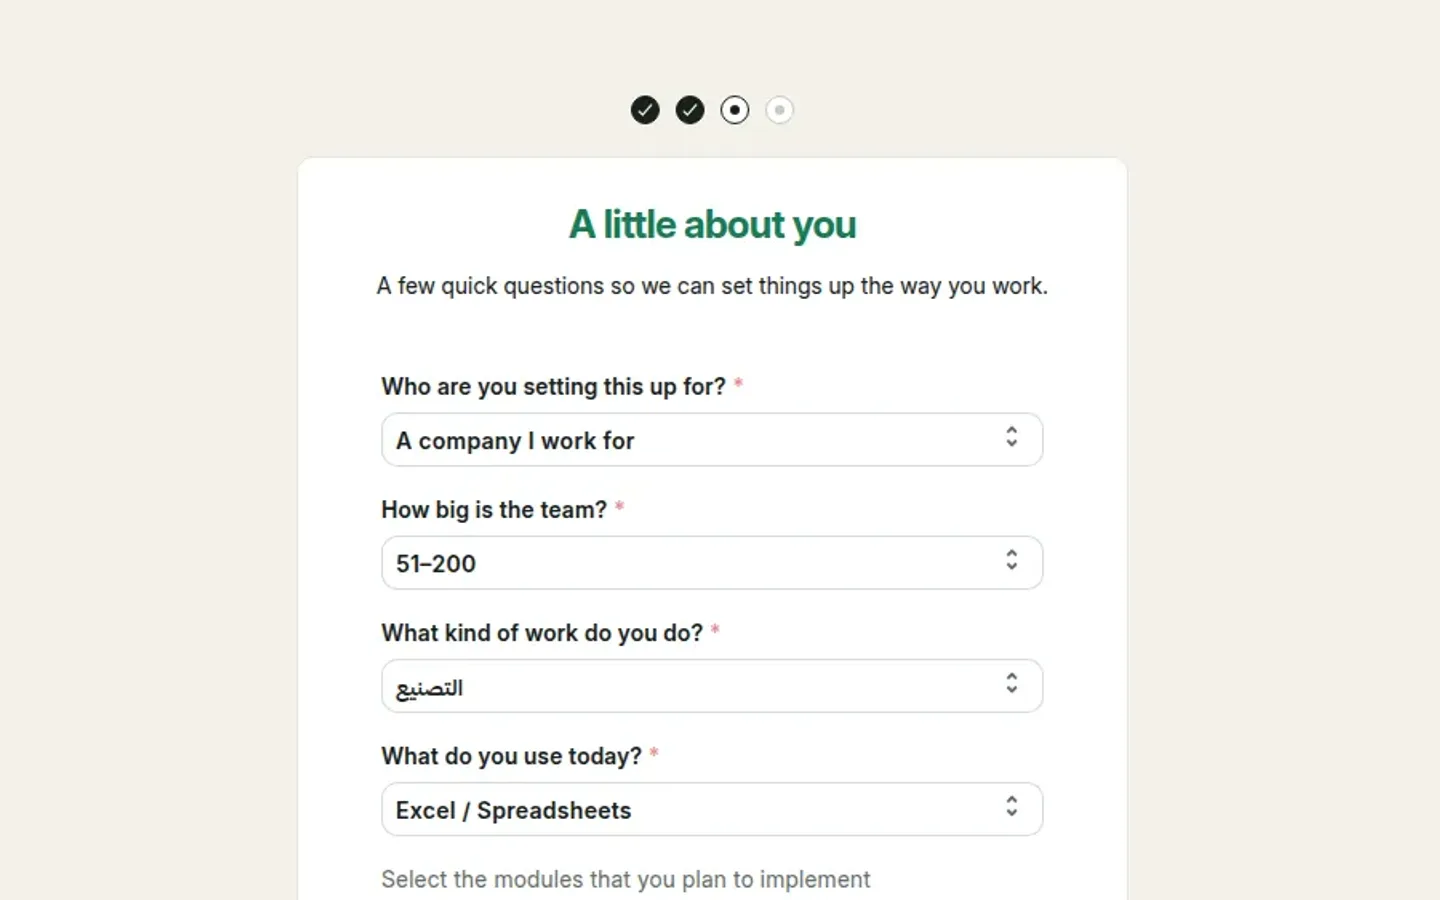 A little about you
A few quick questions so we can set things up the way you work.
Who are you setting this up for? *
A company I work for
How big is the team? *
51–200
What kind of work do you do? *
التصنيع
What do you use today? *
Excel / Spreadsheets
Select the modules that you plan to implement